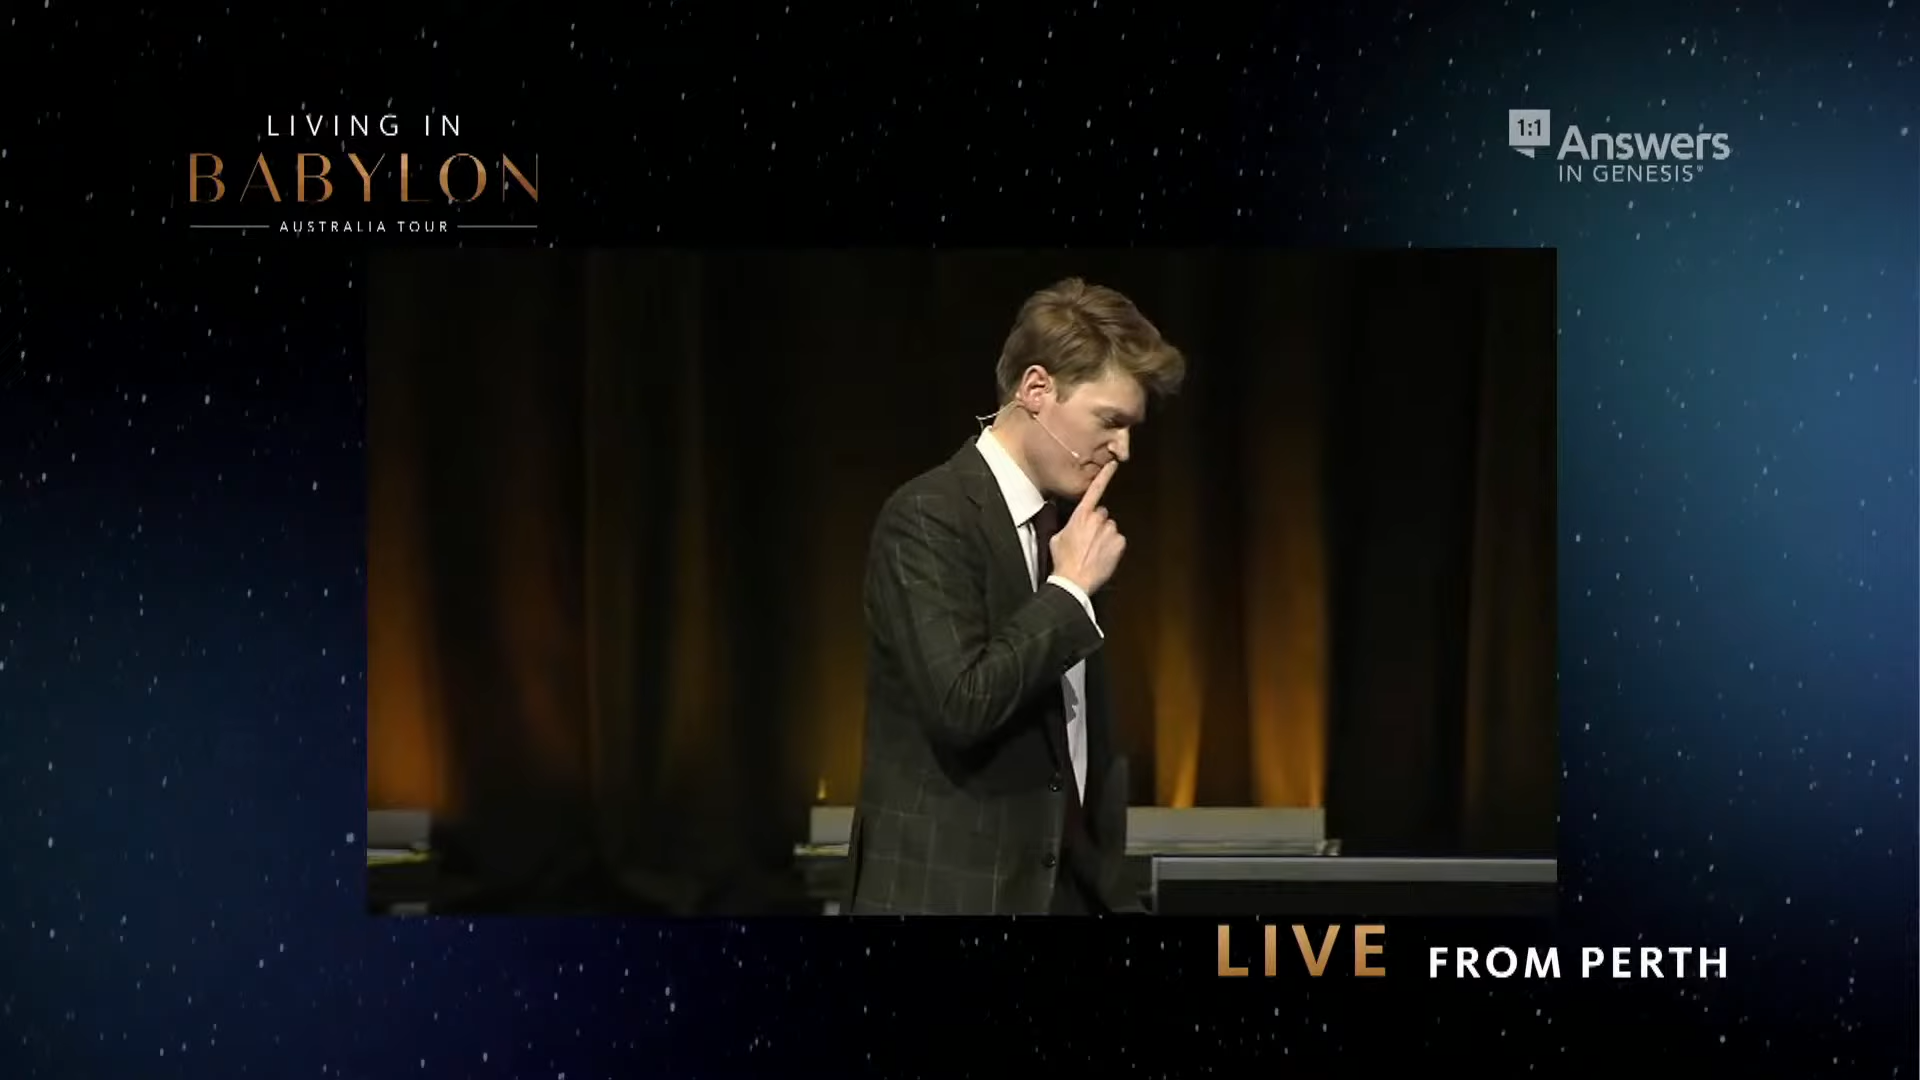 LIVING IN
BABYLON
AUSTRALIA TOUR
1:1
Answers
IN GENESIS®
LIVE FROM PERTH